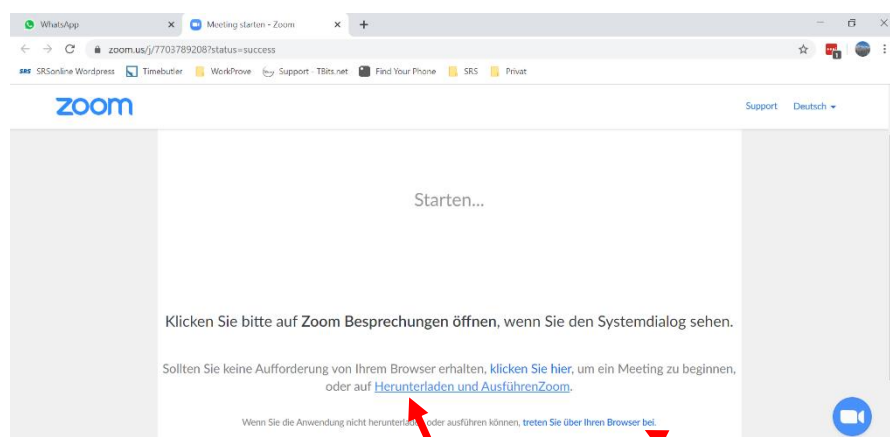 WhatsApp
Meeting starten - Zoom
zoom.us/j/7703789208?status=success
SRS SRSonline Wordpress Timebutler WorkProve Support - TBits.net Find Your Phone SRS Privat
zoom
Support Deutsch
Starten...
Klicken Sie bitte auf Zoom Besprechungen öffnen, wenn Sie den Systemdialog sehen.
Sollten Sie keine Aufforderung von Ihrem Browser erhalten, klicken Sie hier, um ein Meeting zu beginnen,
oder auf Herunterladen und AusführenZoom.
Wenn Sie die Anwendung nicht herunterladen oder ausführen können, treten Sie über Ihren Browser bei.